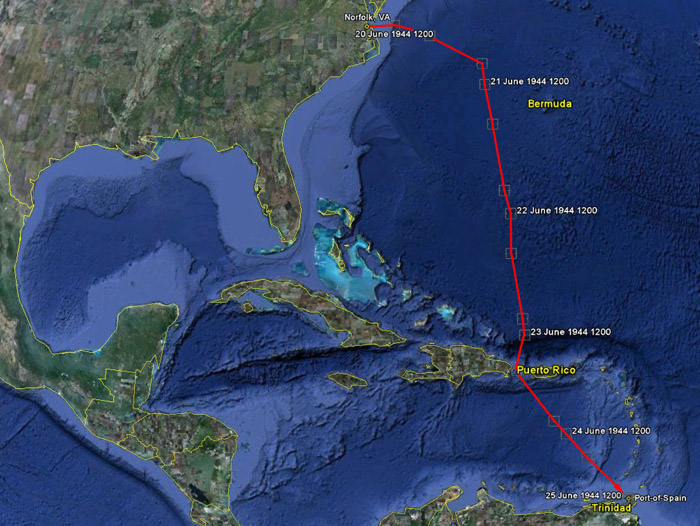 Norfolk, VA
20 June 1944 1200
21 June 1944 1200
Bermuda
22 June 1944 1200
23 June 1944 1200
Puerto Rico
24 June 1944 1200
25 June 1944 1200
Port-of-Spain
Trinidad